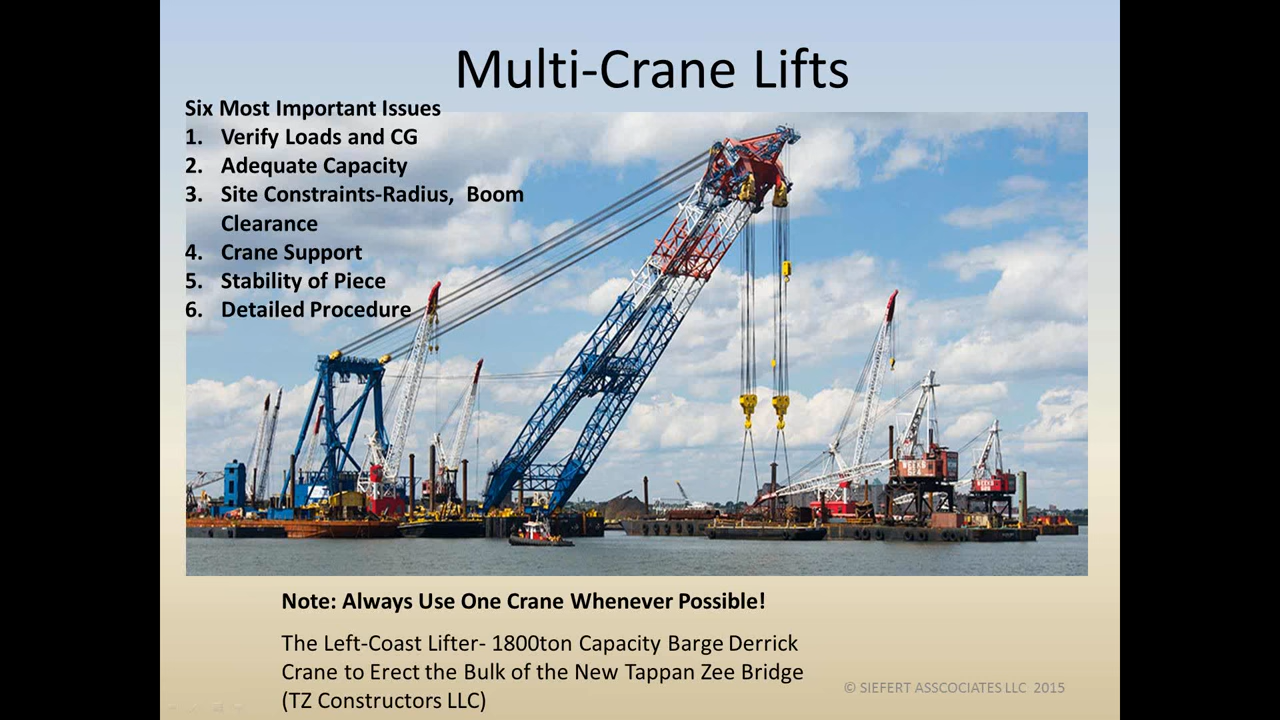 Multi-Crane Lifts
Six Most Important Issues
1. Verify Loads and CG
2. Adequate Capacity
3. Site Constraints-Radius, Boom
Clearance
4. Crane Support
5. Stability of Piece
6. Detailed Procedure
WEEKS
Note: Always Use One Crane Whenever Possible!
The Left-Coast Lifter- 1800ton Capacity Barge Derrick
Crane to Erect the Bulk of the New Tappan Zee Bridge
(TZ Constructors LLC)
© SIEFERT ASSCOCIATES LLC 2015